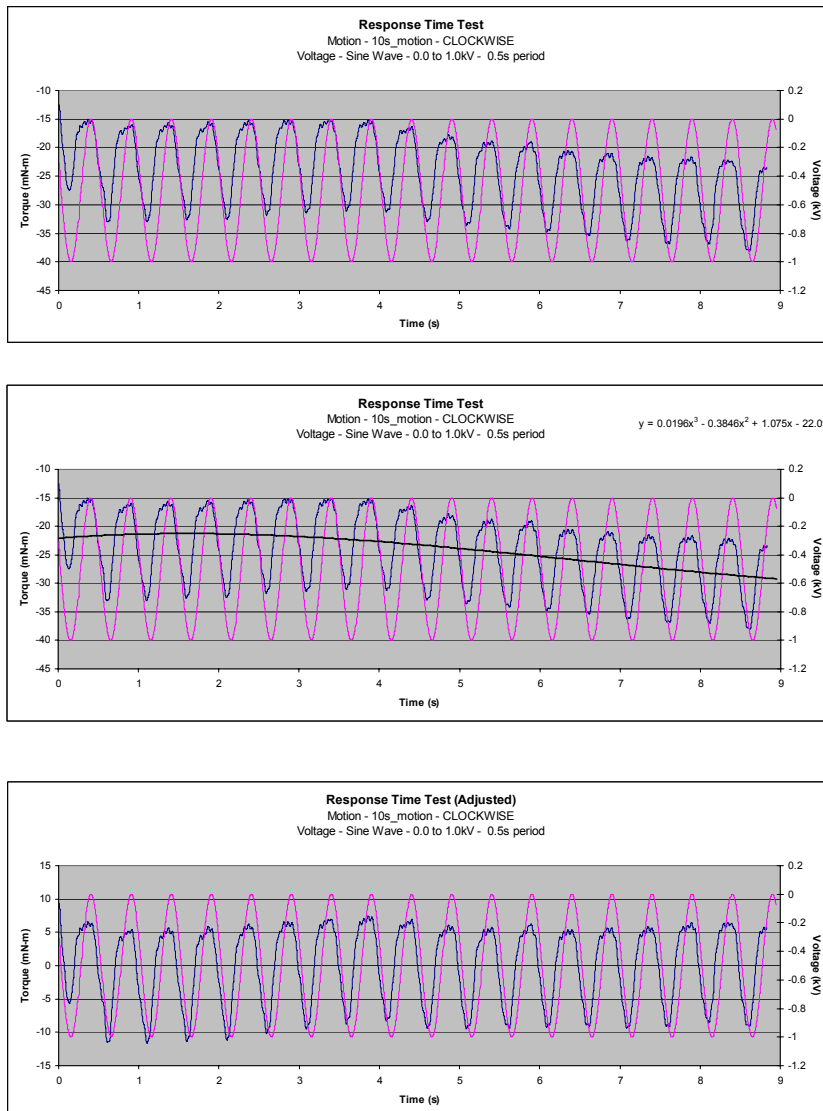 Response Time Test
Motion - 10s_motion - CLOCKWISE
Voltage - Sine Wave - 0.0 to 1.0kV - 0.5s period
-10
-15
-20
-25
-30
-35
-40
-45
Torque (mN-m)
0.2
0
-0.2
-0.4
-0.6
-0.8
-1
-1.2
Voltage (kV)
0 1 2 3 4 5 6 7 8 9
Time (s)
Response Time Test
Motion - 10s_motion - CLOCKWISE
Voltage - Sine Wave - 0.0 to 1.0kV - 0.5s period
y = 0.0196x³ - 0.3846x² + 1.075x - 22.0
-10
-15
-20
-25
-30
-35
-40
-45
Torque (mN-m)
0.2
0
-0.2
-0.4
-0.6
-0.8
-1
-1.2
Voltage (kV)
0 1 2 3 4 5 6 7 8 9
Time (s)
Response Time Test (Adjusted)
Motion - 10s_motion - CLOCKWISE
Voltage - Sine Wave - 0.0 to 1.0kV - 0.5s period
15
10
5
0
-5
-10
-15
Torque (mN-m)
0.2
0
-0.2
-0.4
-0.6
-0.8
-1
-1.2
Voltage (kV)
0 1 2 3 4 5 6 7 8 9
Time (s)